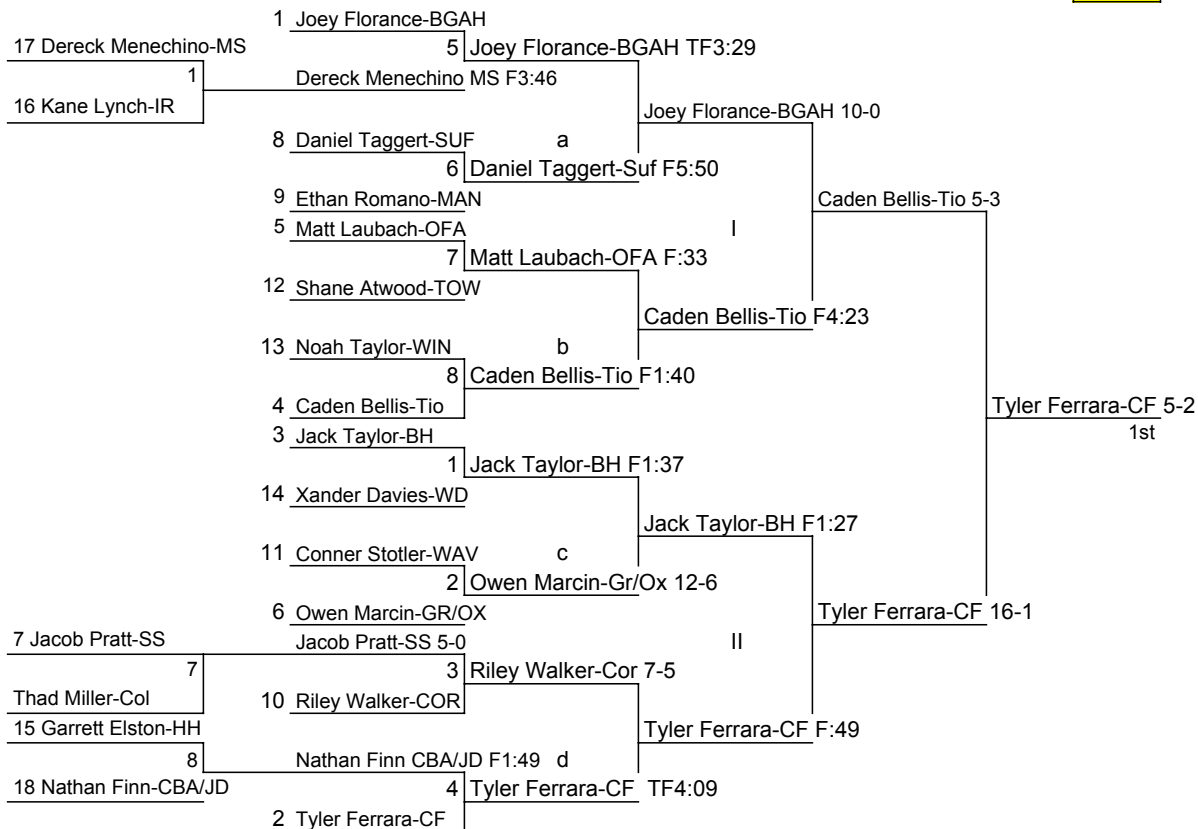 1 Joey Florance-BGAH
17 Dereck Menechino-MS
5 Joey Florance-BGAH TF3:29
1
Dereck Menechino MS F3:46
16 Kane Lynch-IR
Joey Florance-BGAH 10-0
8 Daniel Taggert-SUF
a
6 Daniel Taggert-Suf F5:50
9 Ethan Romano-MAN
Caden Bellis-Tio 5-3
5 Matt Laubach-OFA
I
7 Matt Laubach-OFA F:33
12 Shane Atwood-TOW
Caden Bellis-Tio F4:23
13 Noah Taylor-WIN
b
8 Caden Bellis-Tio F1:40
4 Caden Bellis-Tio
Tyler Ferrara-CF 5-2
1st
3 Jack Taylor-BH
1 Jack Taylor-BH F1:37
14 Xander Davies-WD
Jack Taylor-BH F1:27
11 Conner Stotler-WAV
c
2 Owen Marcin-Gr/Ox 12-6
6 Owen Marcin-GR/OX
Tyler Ferrara-CF 16-1
7 Jacob Pratt-SS
Jacob Pratt-SS 5-0
II
7
3 Riley Walker-Cor 7-5
Thad Miller-Col
10 Riley Walker-COR
15 Garrett Elston-HH
Tyler Ferrara-CF F:49
8
Nathan Finn CBA/JD F1:49
d
18 Nathan Finn-CBA/JD
4 Tyler Ferrara-CF TF4:09
2 Tyler Ferrara-CF